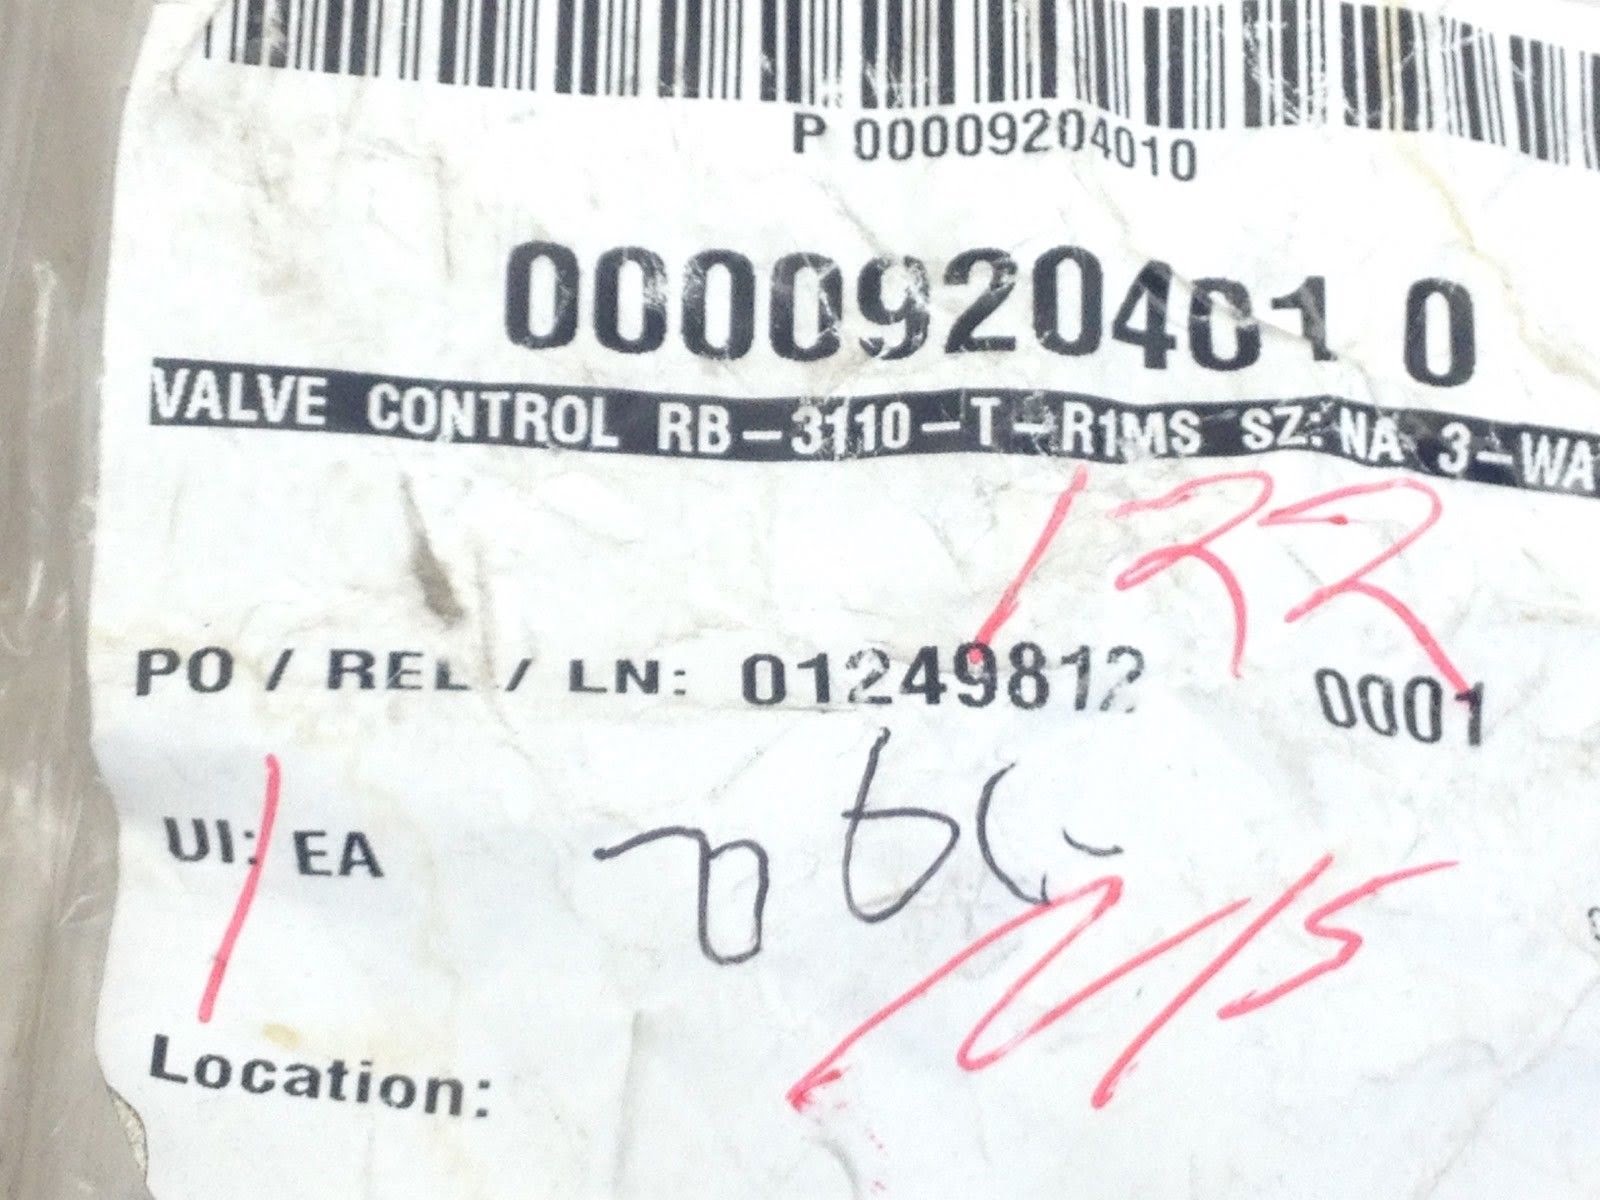 P 00009204010
00009204010
VALVE CONTROL RB-3110-T-R1MS SZ: NA 3-WA
122
PO / REL / LN: 01249812 0001
UI: EA
Location: